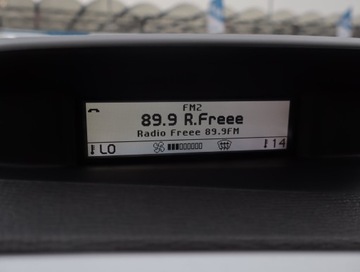 FM2
89.9 R.Freee
Radio Freee 89.9FM
LO 14